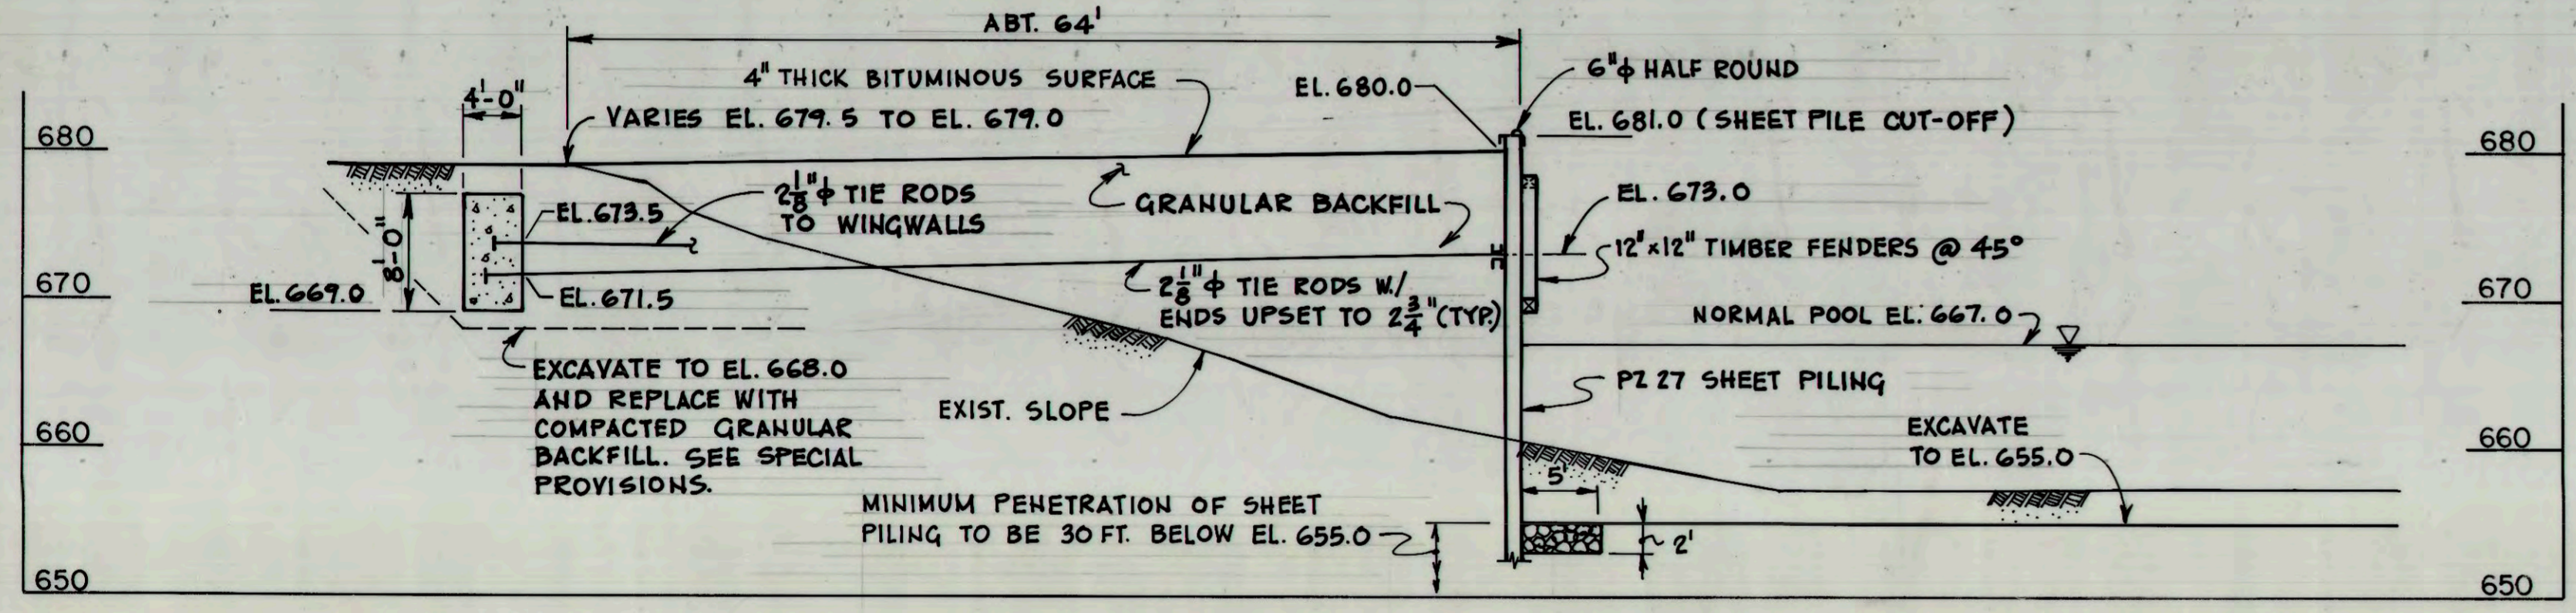 ABT. 64'
4" THICK BITUMINOUS SURFACE
EL. 680.0
6"ϕ HALF ROUND
4'-0"
VARIES EL. 679.5 TO EL. 679.0
EL. 681.0 (SHEET PILE CUT-OFF)
680
680
2 1/8"ϕ TIE RODS
TO WINGWALLS
GRANULAR BACKFILL
EL. 673.0
EL. 673.5
8'-0"
12"x12" TIMBER FENDERS @ 45°
670
EL. 669.0
EL. 671.5
2 1/8"ϕ TIE RODS W/
ENDS UPSET TO 2 3/4" (TYP.)
NORMAL POOL EL. 667.0
670
EXCAVATE TO EL. 668.0
AND REPLACE WITH
COMPACTED GRANULAR
BACKFILL. SEE SPECIAL
PROVISIONS.
EXIST. SLOPE
PZ 27 SHEET PILING
660
EXCAVATE
TO EL. 655.0
660
5'
MINIMUM PENETRATION OF SHEET
PILING TO BE 30 FT. BELOW EL. 655.0
2'
650
650